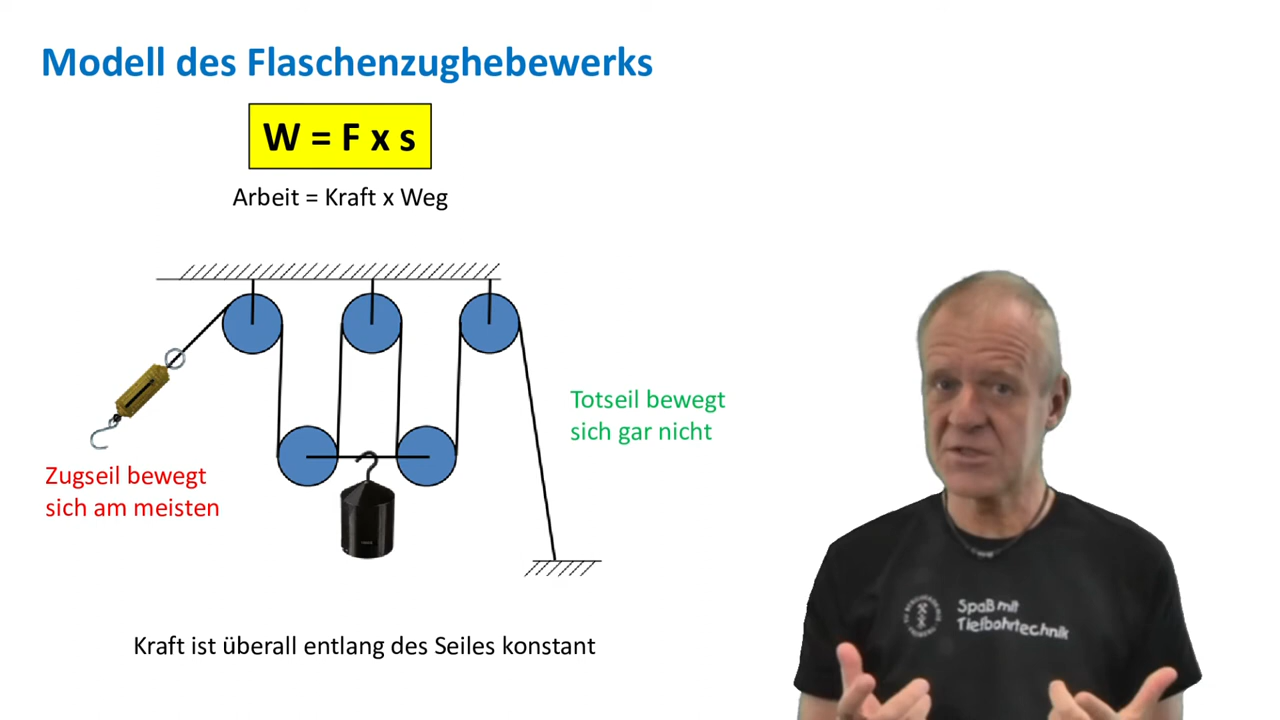 Modell des Flaschenzughebewerks
W = F x s
Arbeit = Kraft x Weg
Totseil bewegt
sich gar nicht
Zugseil bewegt
sich am meisten
Kraft ist überall entlang des Seiles konstant
Spaß mit
Tiefbohrtechnik